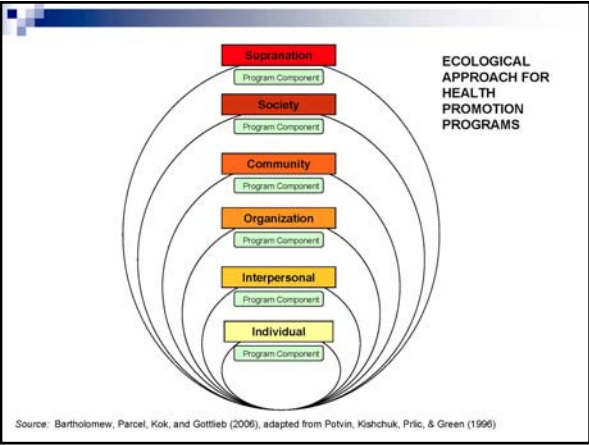 Supranation
Program Component
Society
Program Component
Community
Program Component
Organization
Program Component
Interpersonal
Program Component
Individual
Program Component
ECOLOGICAL
APPROACH FOR
HEALTH
PROMOTION
PROGRAMS
Source: Bartholomew, Parcel, Kok, and Gottlieb (2006), adapted from Potvin, Kishchuk, Prlic, & Green (1996)